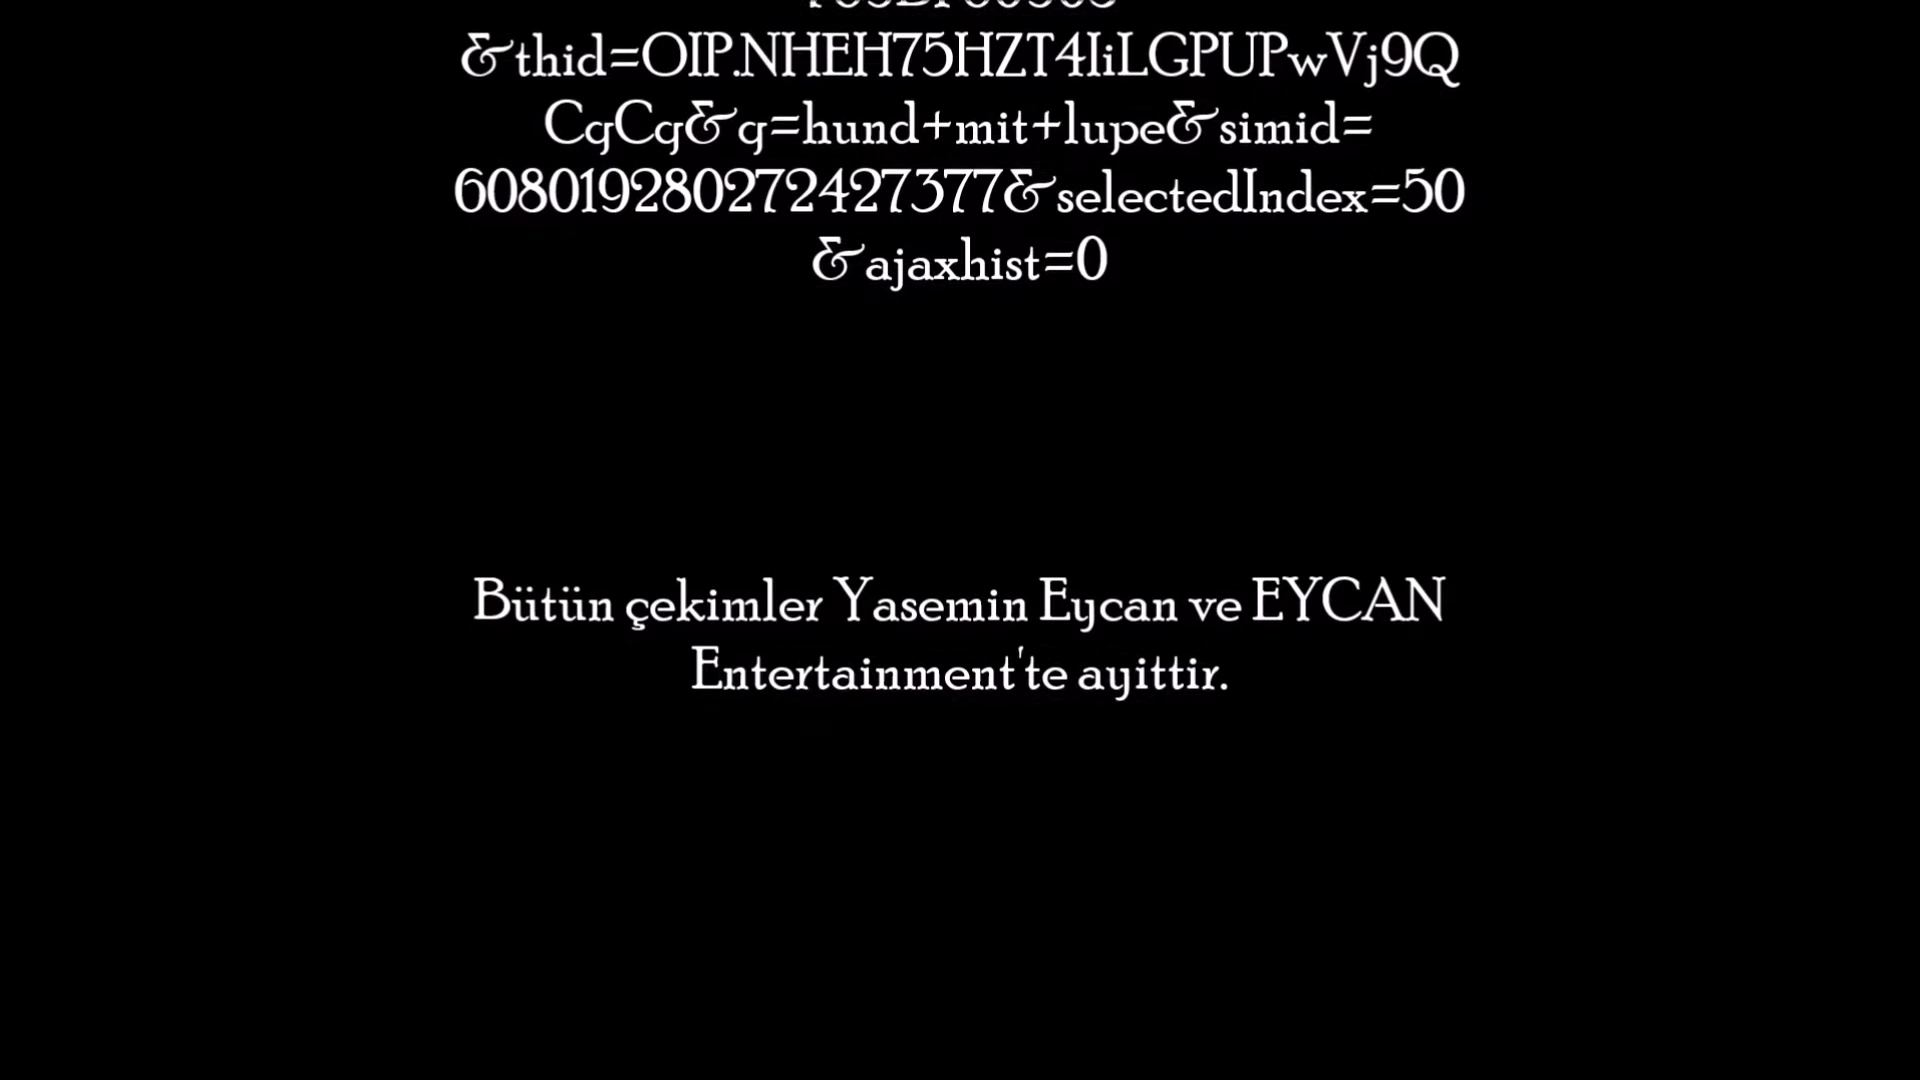 &thid=OIP.NHEH75HZT4IiLGPUPwVj9Q
CgCg&q=hund+mit+lupe&simid=
608019280272427377&selectedIndex=50
&ajaxhist=0
Bütün çekimler Yasemin Eycan ve EYCAN
Entertainment'te ayittir.